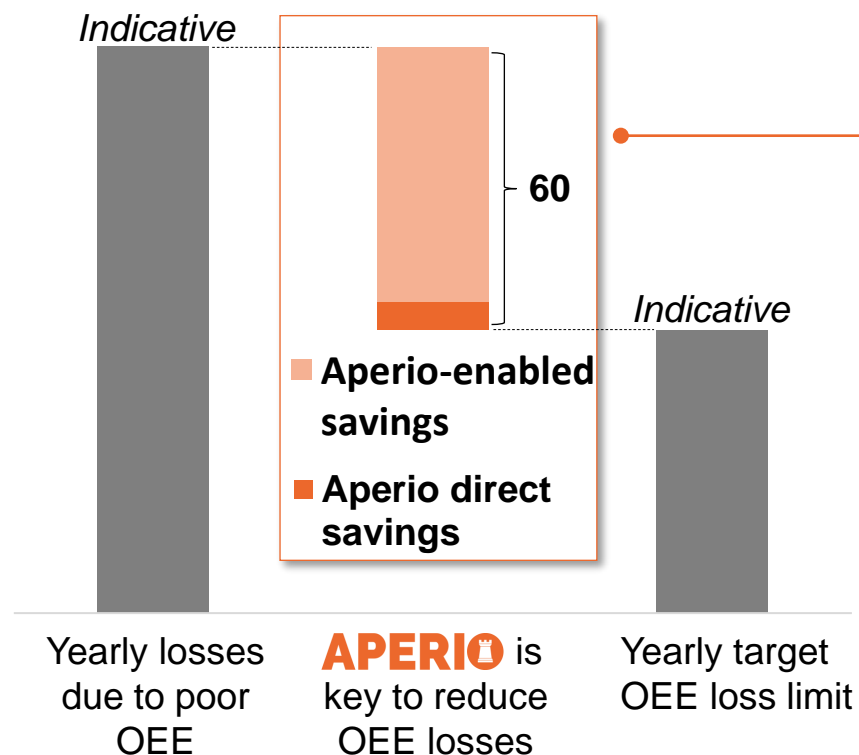 Indicative
60
Indicative
Aperio-enabled
savings
Aperio direct
savings
Yearly losses
due to poor
OEE
APERIO is
key to reduce
OEE losses
Yearly target
OEE loss limit